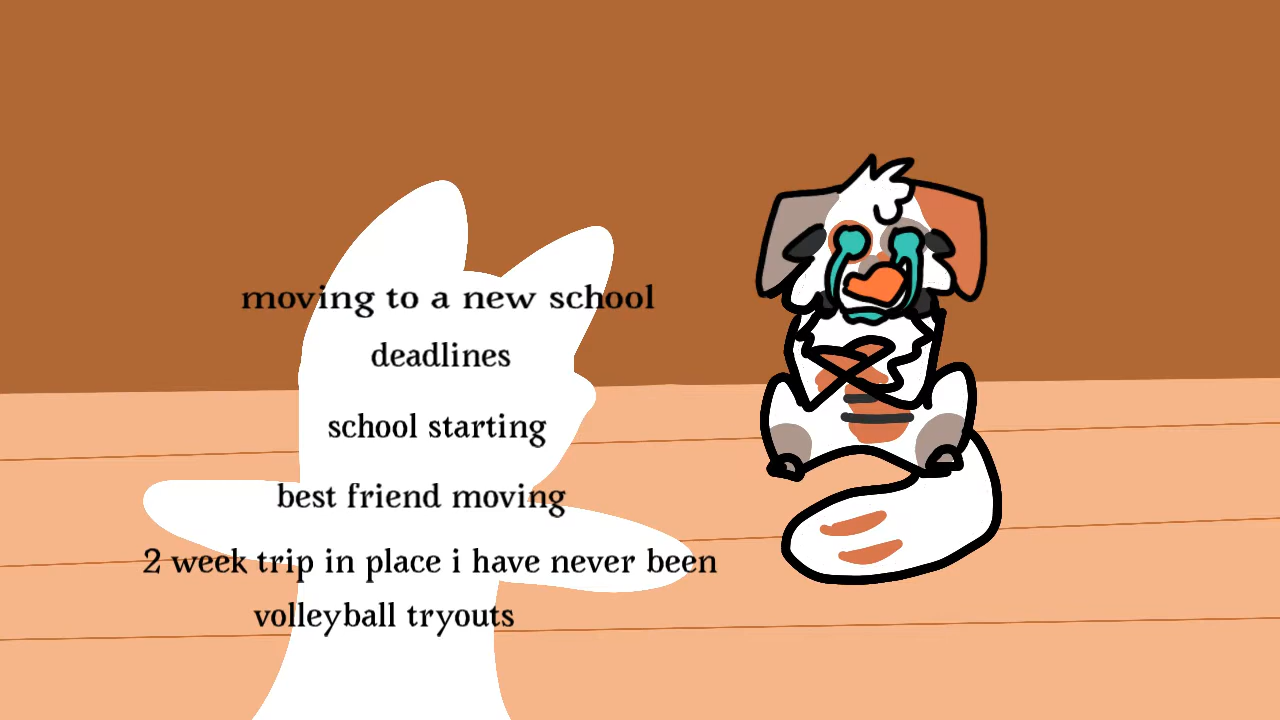 moving to a new school
deadlines
school starting
best friend moving
2 week trip in place i have never been
volleyball tryouts